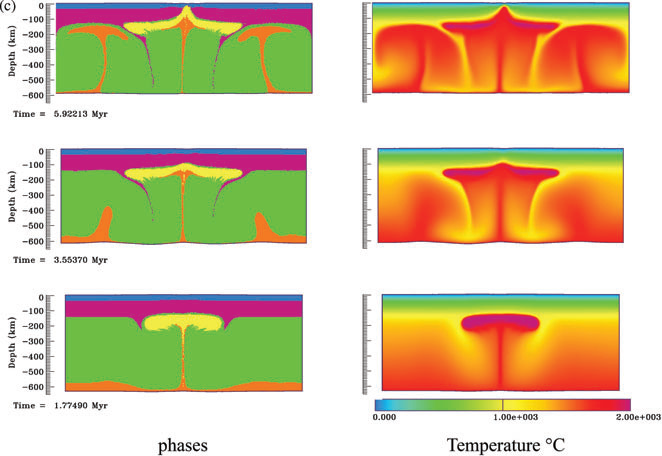 (c)
Depth (km)
0
-100
-200
-300
-400
-500
-600
Time = 5.92213 Myr
Depth (km)
0
-100
-200
-300
-400
-500
-600
Time = 3.55370 Myr
Depth (km)
0
-100
-200
-300
-400
-500
-600
Time = 1.77490 Myr
0.000 1.00e+003 2.00e+003
phases Temperature °C